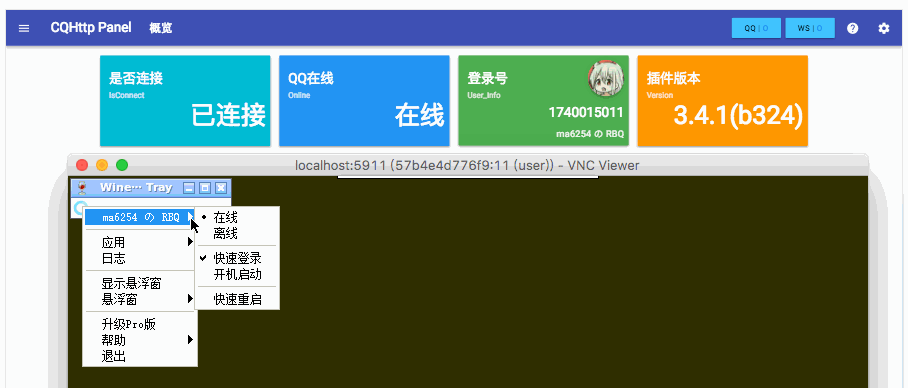 CQHttp Panel 概览 QQ | 0 WS | 0
是否连接
IsConnect
已连接
QQ在线
Online
在线
登录号
User_Info
1740015011
ma6254 の RBQ
插件版本
Version
3.4.1(b324)
localhost:5911 (57b4e4d776f9:11 (user)) - VNC Viewer
Wine… Tray
ma6254 の RBQ
应用
日志
显示悬浮窗
悬浮窗
升级Pro版
帮助
退出
在线
离线
快速登录
开机启动
快速重启